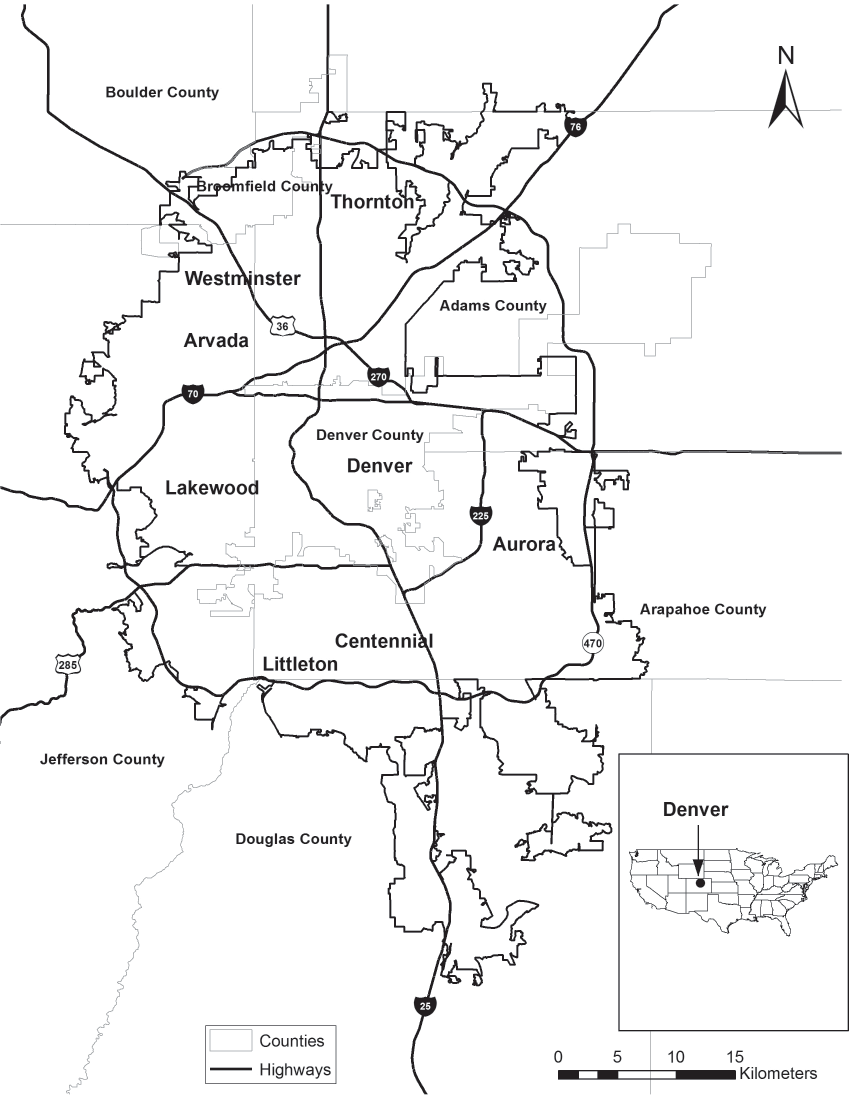 N
Boulder County
76
Broomfield County
Thornton
Westminster
Adams County
36
Arvada
270
70
Denver County
Denver
Lakewood
225
Aurora
Arapahoe County
Centennial
470
Littleton
285
Jefferson County
Denver
Douglas County
25
Counties
Highways
0 5 10 15
Kilometers